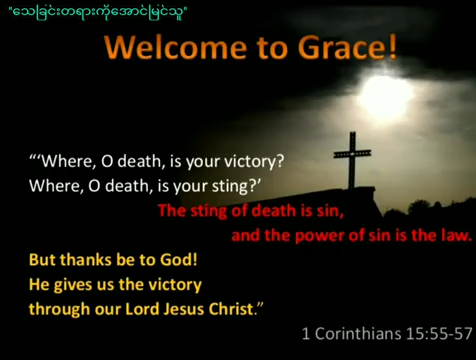 "သေခြင်းတရားကိုအောင်မြင်သူ"
Welcome to Grace!
“‘Where, O death, is your victory?
Where, O death, is your sting?’
The sting of death is sin,
and the power of sin is the law.
But thanks be to God!
He gives us the victory
through our Lord Jesus Christ.”
1 Corinthians 15:55-57